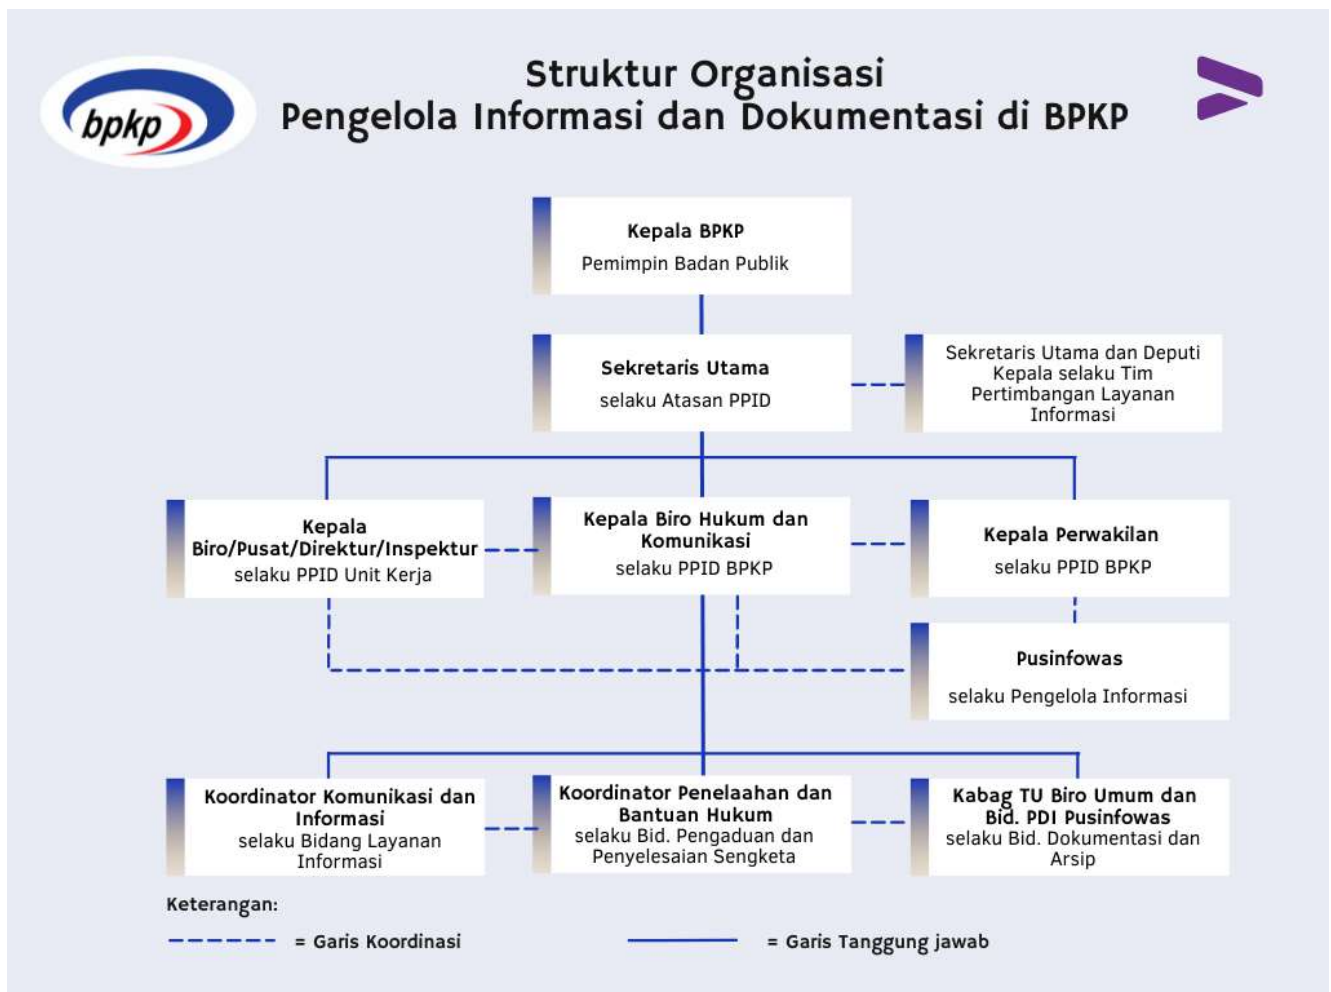 Struktur Organisasi
Pengelola Informasi dan Dokumentasi di BPKP
bpkp
Kepala BPKP
Pemimpin Badan Publik
Sekretaris Utama
selaku Atasan PPID
Sekretaris Utama dan Deputi
Kepala selaku Tim
Pertimbangan Layanan
Informasi
Kepala
Biro/Pusat/Direktur/Inspektur
selaku PPID Unit Kerja
Kepala Biro Hukum dan
Komunikasi
selaku PPID BPKP
Kepala Perwakilan
selaku PPID BPKP
Pusinfowas
selaku Pengelola Informasi
Koordinator Komunikasi dan
Informasi
selaku Bidang Layanan
Informasi
Koordinator Penelaahan dan
Bantuan Hukum
selaku Bid. Pengaduan dan
Penyelesaian Sengketa
Kabag TU Biro Umum dan
Bid. PDI Pusinfowas
selaku Bid. Dokumentasi dan
Arsip
Keterangan:
= Garis Koordinasi
= Garis Tanggung jawab